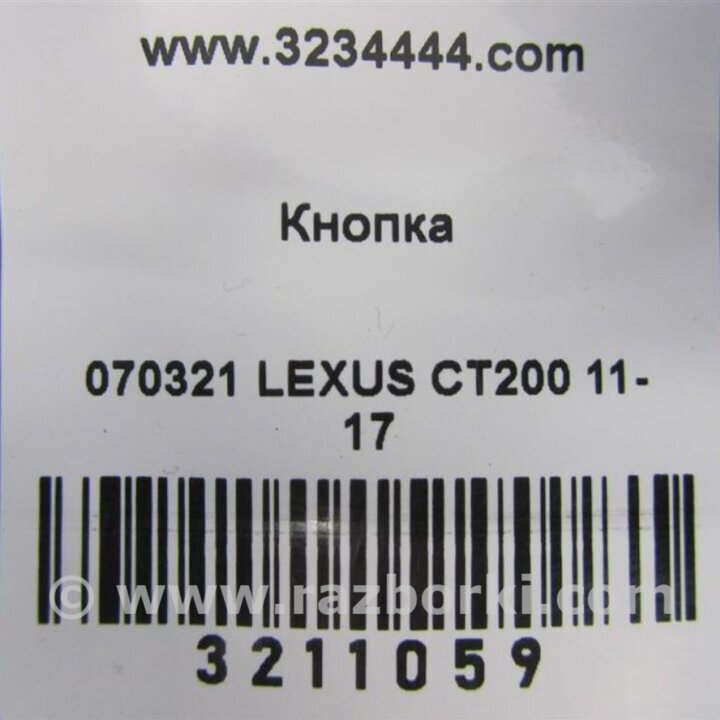 www.3234444.com
Кнопка
070321 LEXUS CT200 11-
17
© www.razborki.com
3211059